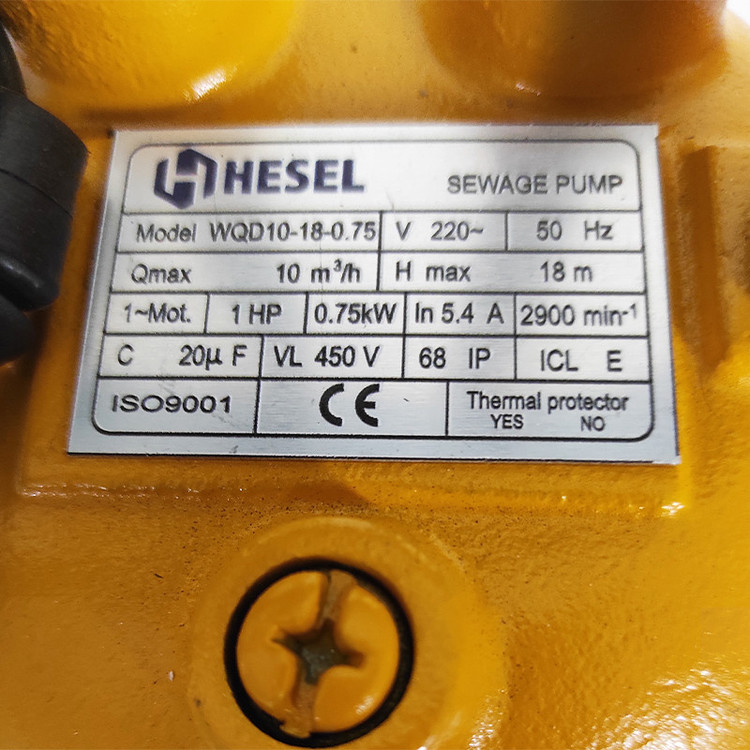 HESEL SEWAGE PUMP
Model WQD10-18-0.75 V 220~ 50 Hz
Qmax 10 m³/h H max 18 m
1~Mot. 1 HP 0.75kW In 5.4 A 2900 min-¹
C 20μ F VL 450 V 68 IP ICL E
ISO9001 CE Thermal protector
YES NO